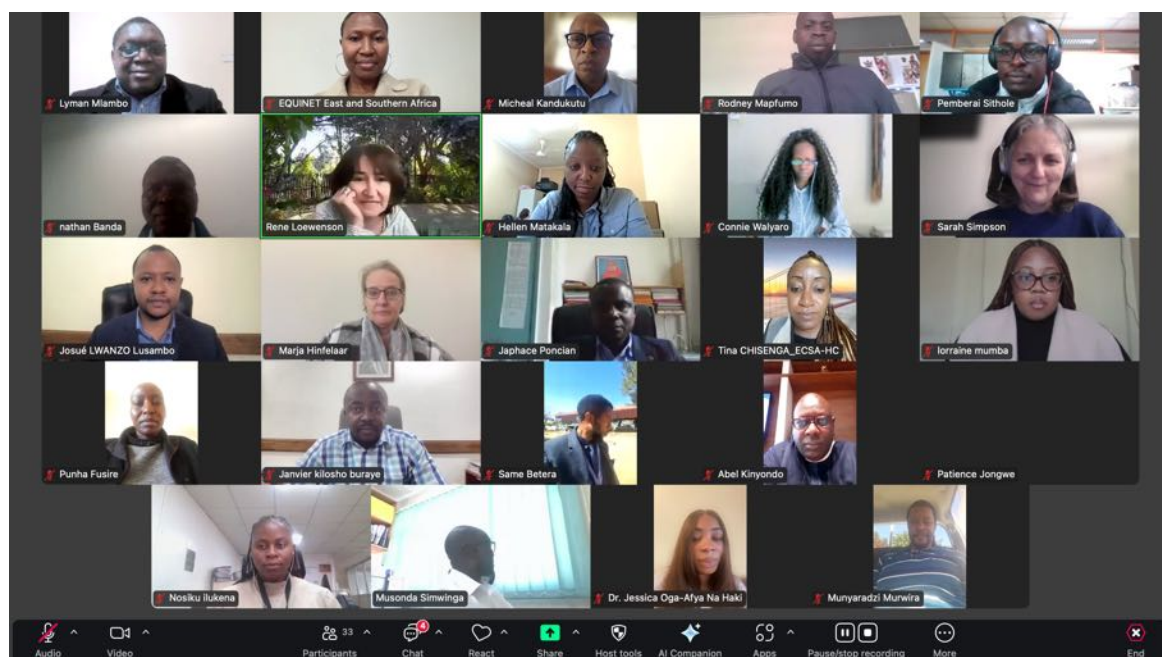 Lyman Mlambo
EQUINET East and Southern Africa
Micheal Kandukutu
Rodney Mapfumo
Pemberai Sithole
nathan Banda
Rene Loewenson
Hellen Matakala
Connie Walyaro
Sarah Simpson
Josué LWANZO Lusambo
Marja Hinfelaar
Japhace Poncian
Tina CHISENGA_ECSA-HC
lorraine mumba
Punha Fusire
Janvier kilosho buraye
Same Betera
Abel Kinyondo
Patience Jongwe
Nosiku ilukena
Musonda Simwinga
Dr. Jessica Oga-Afya Na Haki
Munyaradzi Murwira
33
4
Audio
Video
Participants
Chat
React
Share
Host tools
AI Companion
Apps
Pause/stop recording
More
End